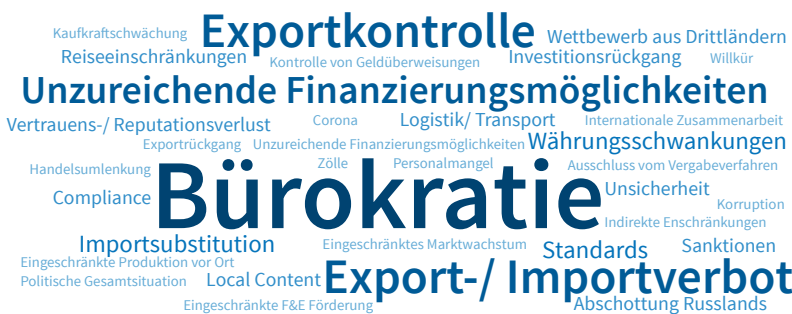 Kaufkraftschwächung
Exportkontrolle
Wettbewerb aus Drittländern
Reiseeinschränkungen
Kontrolle von Geldüberweisungen
Investitionsrückgang
Willkür
Unzureichende Finanzierungsmöglichkeiten
Vertrauens-/ Reputationsverlust
Corona
Logistik/ Transport
Internationale Zusammenarbeit
Exportrückgang
Unzureichende Finanzierungsmöglichkeiten
Währungsschwankungen
Handelsumlenkung
Zölle
Personalmangel
Ausschluss vom Vergabeverfahren
Compliance
Bürokratie
Unsicherheit
Korruption
Indirekte Enschränkungen
Importsubstitution
Eingeschränktes Marktwachstum
Standards
Sanktionen
Eingeschränkte Produktion vor Ort
Politische Gesamtsituation
Local Content
Export-/ Importverbot
Eingeschränkte F&E Förderung
Abschottung Russlands